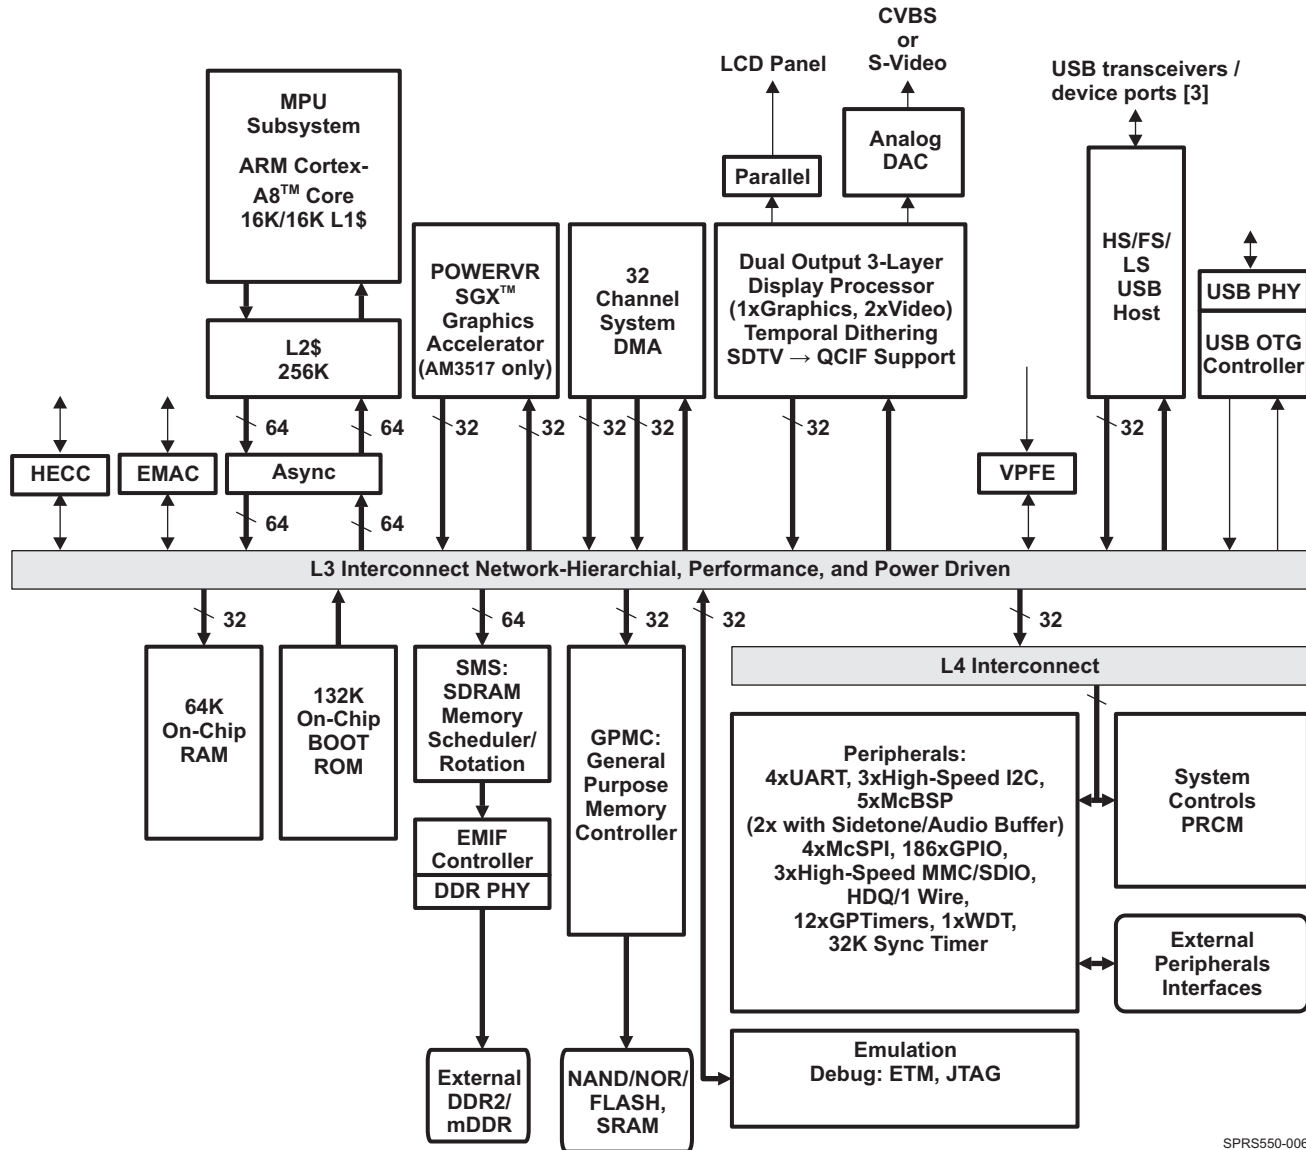 CVBS
or
S-Video
LCD Panel
USB transceivers /
device ports [3]
MPU
Subsystem
ARM Cortex-
A8™ Core
16K/16K L1$
Analog
DAC
Parallel
POWERVR
SGX™
Graphics
Accelerator
(AM3517 only)
32
Channel
System
DMA
Dual Output 3-Layer
Display Processor
(1xGraphics, 2xVideo)
Temporal Dithering
SDTV → QCIF Support
HS/FS/
LS
USB
Host
USB PHY
USB OTG
Controller
L2$
256K
64
64
32
32
32
32
32
32
HECC
EMAC
Async
VPFE
64
64
L3 Interconnect Network-Hierarchial, Performance, and Power Driven
32
64
32
32
32
64K
On-Chip
RAM
132K
On-Chip
BOOT
ROM
SMS:
SDRAM
Memory
Scheduler/
Rotation
GPMC:
General
Purpose
Memory
Controller
L4 Interconnect
EMIF
Controller
DDR PHY
Peripherals:
4xUART, 3xHigh-Speed I2C,
5xMcBSP
(2x with Sidetone/Audio Buffer)
4xMcSPI, 186xGPIO,
3xHigh-Speed MMC/SDIO,
HDQ/1 Wire,
12xGPTimers, 1xWDT,
32K Sync Timer
System
Controls
PRCM
External
Peripherals
Interfaces
External
DDR2/
mDDR
NAND/NOR/
FLASH,
SRAM
Emulation
Debug: ETM, JTAG
SPRS550-006